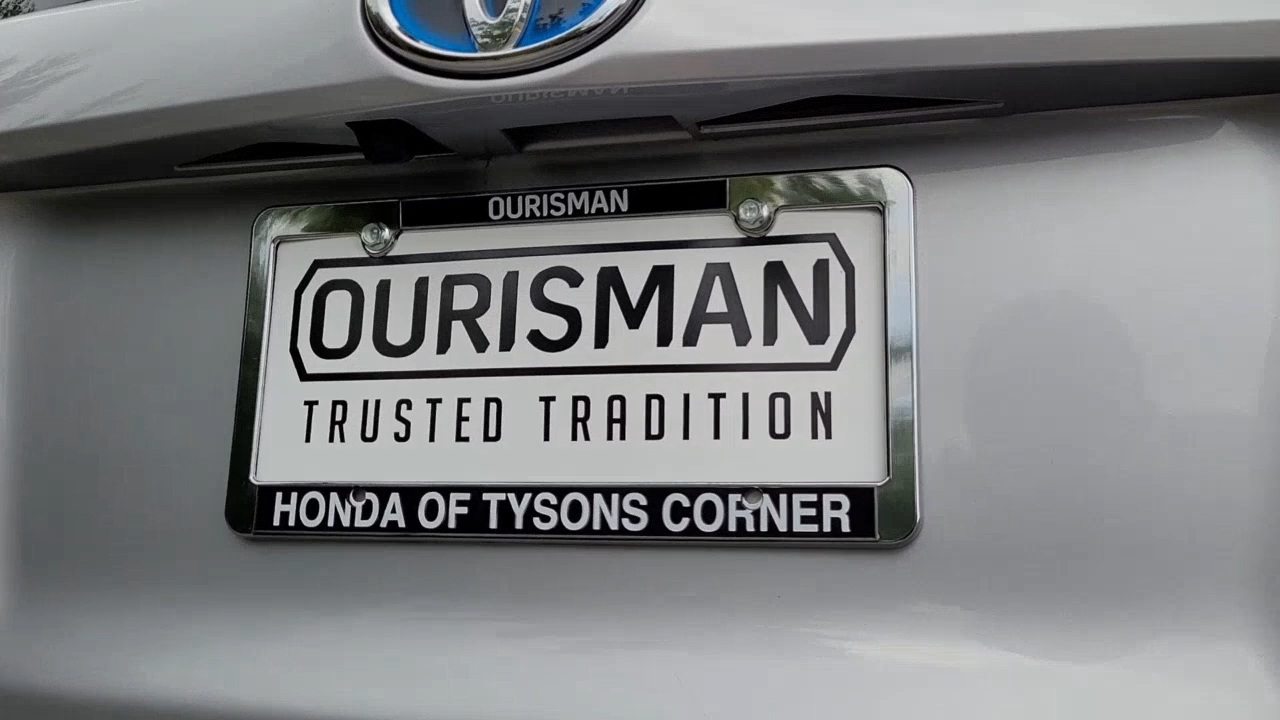 OURISMAN
OURISMAN
TRUSTED TRADITION
HONDA OF TYSONS CORNER